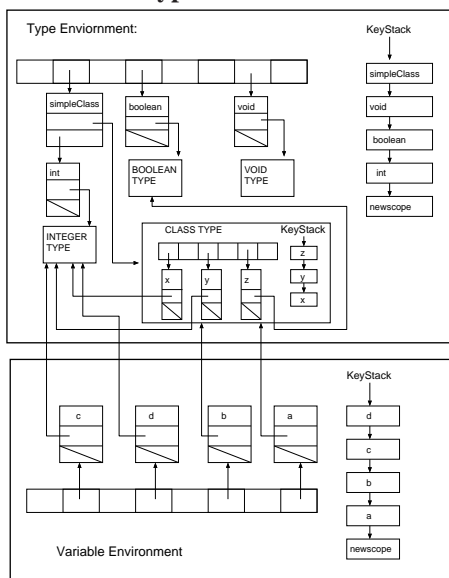 Type Enviornment:
KeyStack
simpleClass
void
boolean
int
newscope
simpleClass
boolean
void
int
BOOLEAN
TYPE
VOID
TYPE
INTEGER
TYPE
CLASS TYPE
KeyStack
x
y
z
z
y
x
KeyStack
d
c
b
a
newscope
c
d
b
a
Variable Environment